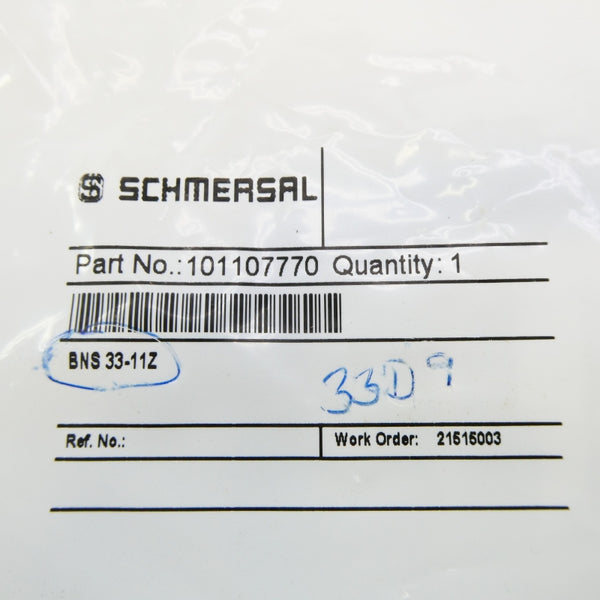 SCHMERSAL
Part No.:101107770 Quantity: 1
BNS 33-11Z
33D9
Ref. No.:
Work Order: 21515003